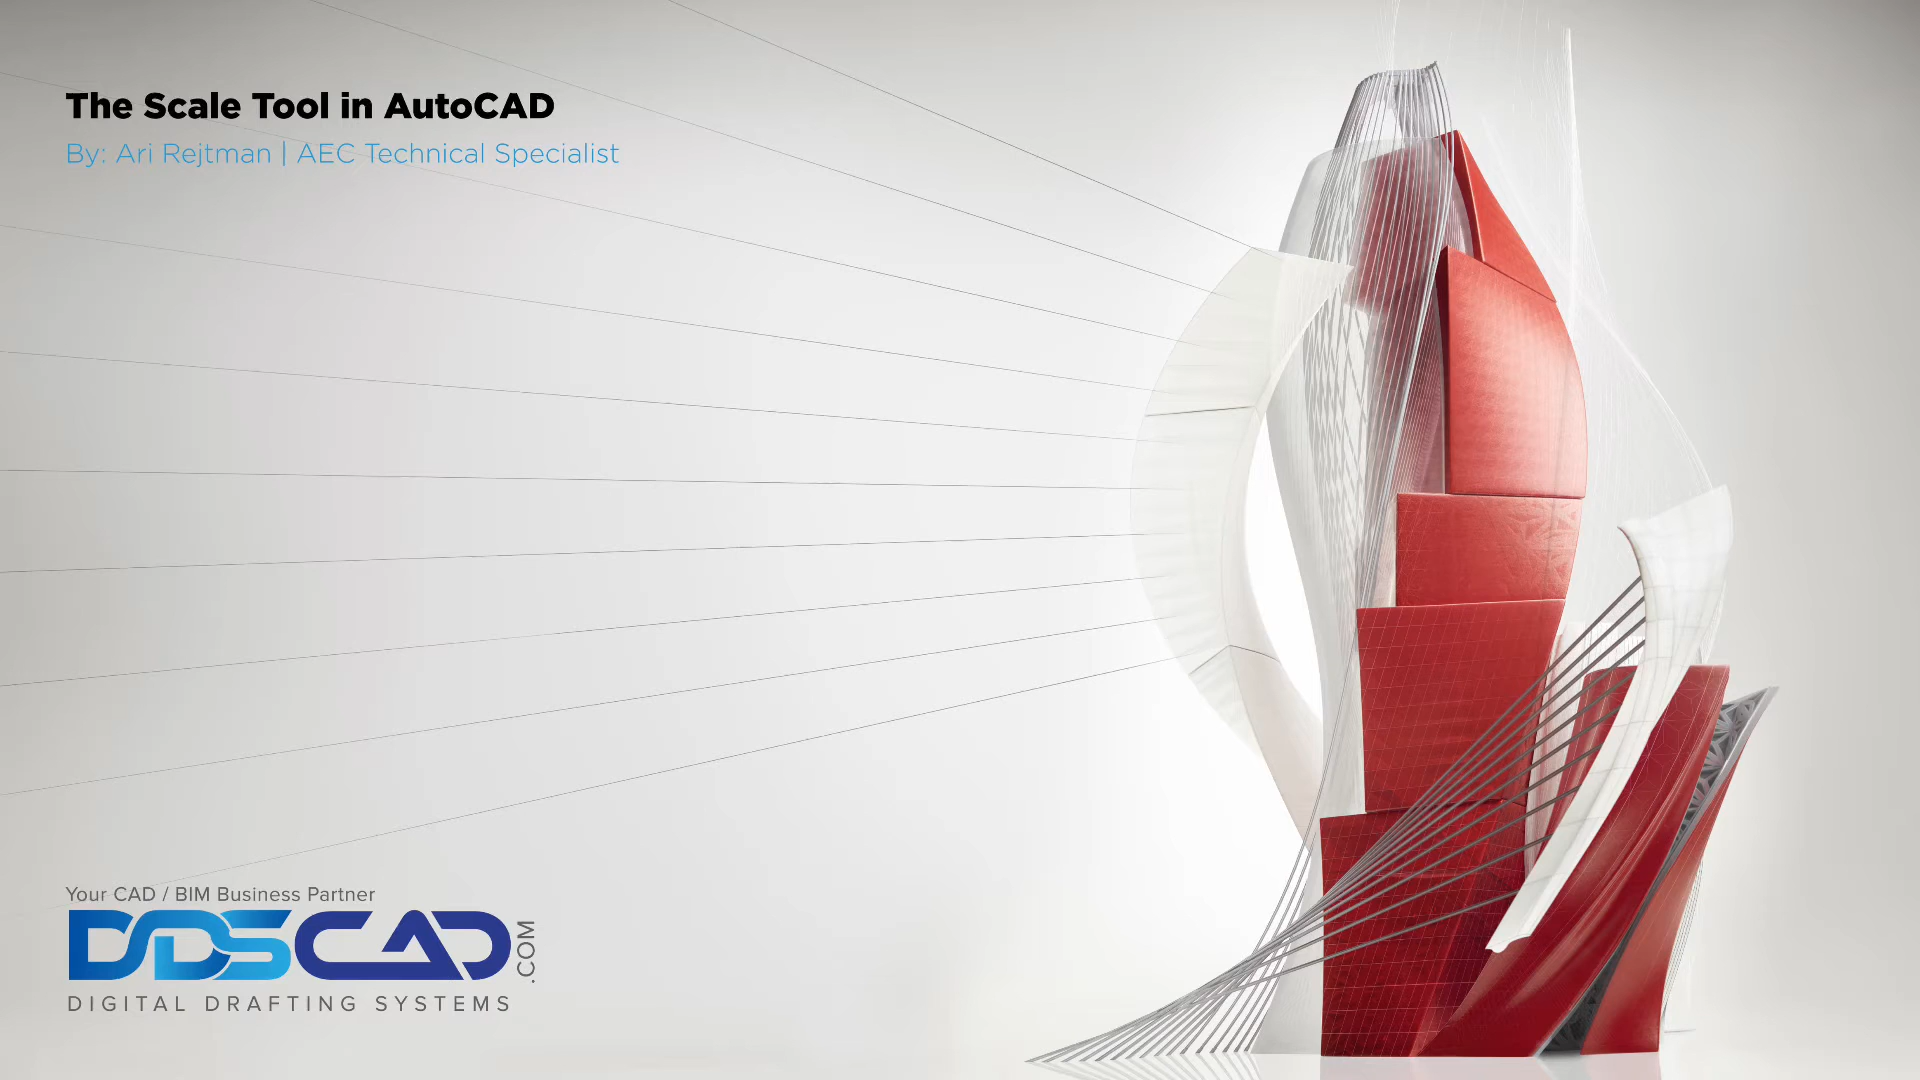 The Scale Tool in AutoCAD
By: Ari Rejtman | AEC Technical Specialist
Your CAD / BIM Business Partner
DDSCAD.COM
DIGITAL DRAFTING SYSTEMS